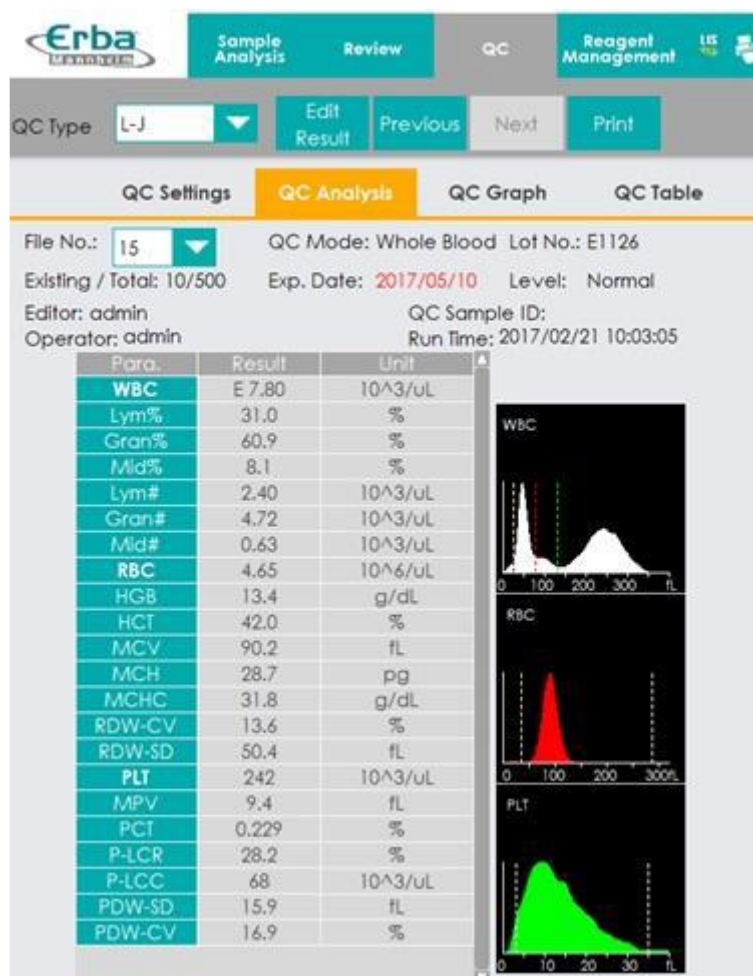 Erba
Mannheim
Sample Analysis
Review
QC
Reagent Management
LIS
QC Type
L-J
Edit Result
Previous
Next
Print
QC Settings
QC Analysis
QC Graph
QC Table
File No.: 15 QC Mode: Whole Blood Lot No.: E1126
Existing / Total: 10/500 Exp. Date: 2017/05/10 Level: Normal
Editor: admin QC Sample ID:
Operator: admin Run Time: 2017/02/21 10:03:05
Para. Result Unit
WBC E 7.80 10^3/uL
Lym% 31.0 %
Gran% 60.9 %
Mid% 8.1 %
Lym# 2.40 10^3/uL
Gran# 4.72 10^3/uL
Mid# 0.63 10^3/uL
RBC 4.65 10^6/uL
HGB 13.4 g/dL
HCT 42.0 %
MCV 90.2 fL
MCH 28.7 pg
MCHC 31.8 g/dL
RDW-CV 13.6 %
RDW-SD 50.4 fL
PLT 242 10^3/uL
MPV 9.4 fL
PCT 0.229 %
P-LCR 28.2 %
P-LCC 68 10^3/uL
PDW-SD 15.9 fL
PDW-CV 16.9 %
WBC
0 100 200 300 fL
RBC
0 100 200 300fL
PLT
0 10 20 30 fL